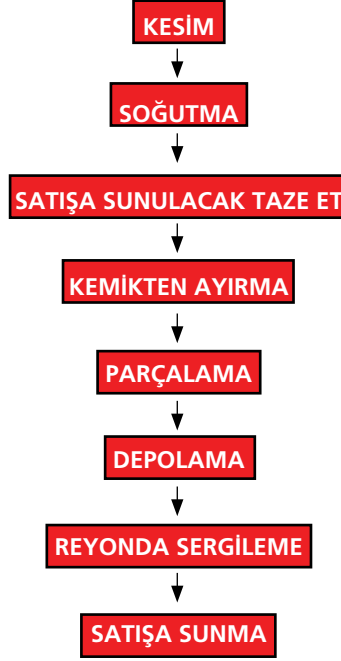 KESİM
SOĞUTMA
SATIŞA SUNULACAK TAZE ET
KEMİKTEN AYIRMA
PARÇALAMA
DEPOLAMA
REYONDA SERGİLEME
SATIŞA SUNMA